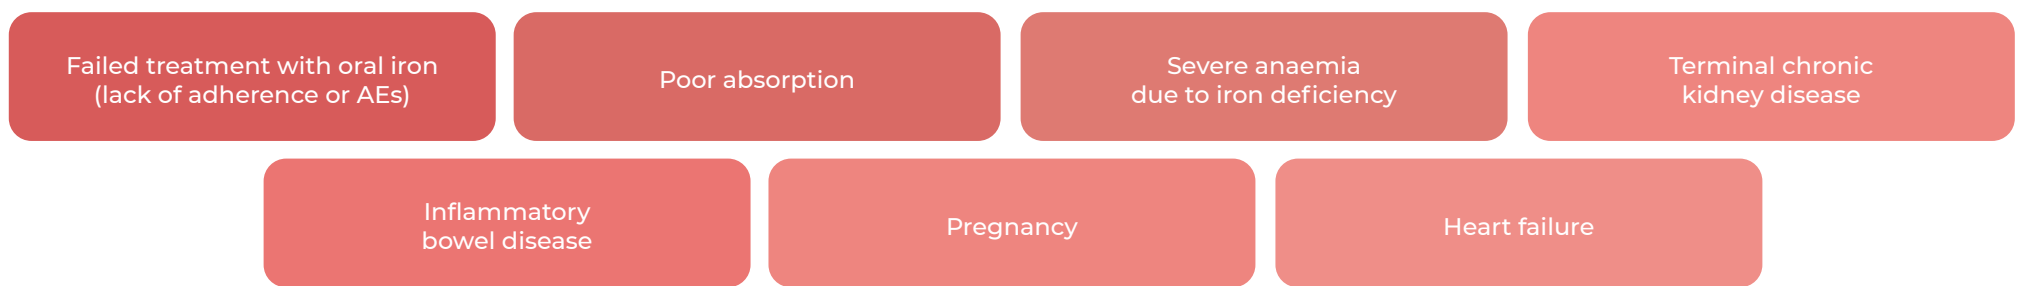 Failed treatment with oral iron
(lack of adherence or AEs)
Poor absorption
Severe anaemia
due to iron deficiency
Terminal chronic
kidney disease
Inflammatory
bowel disease
Pregnancy
Heart failure